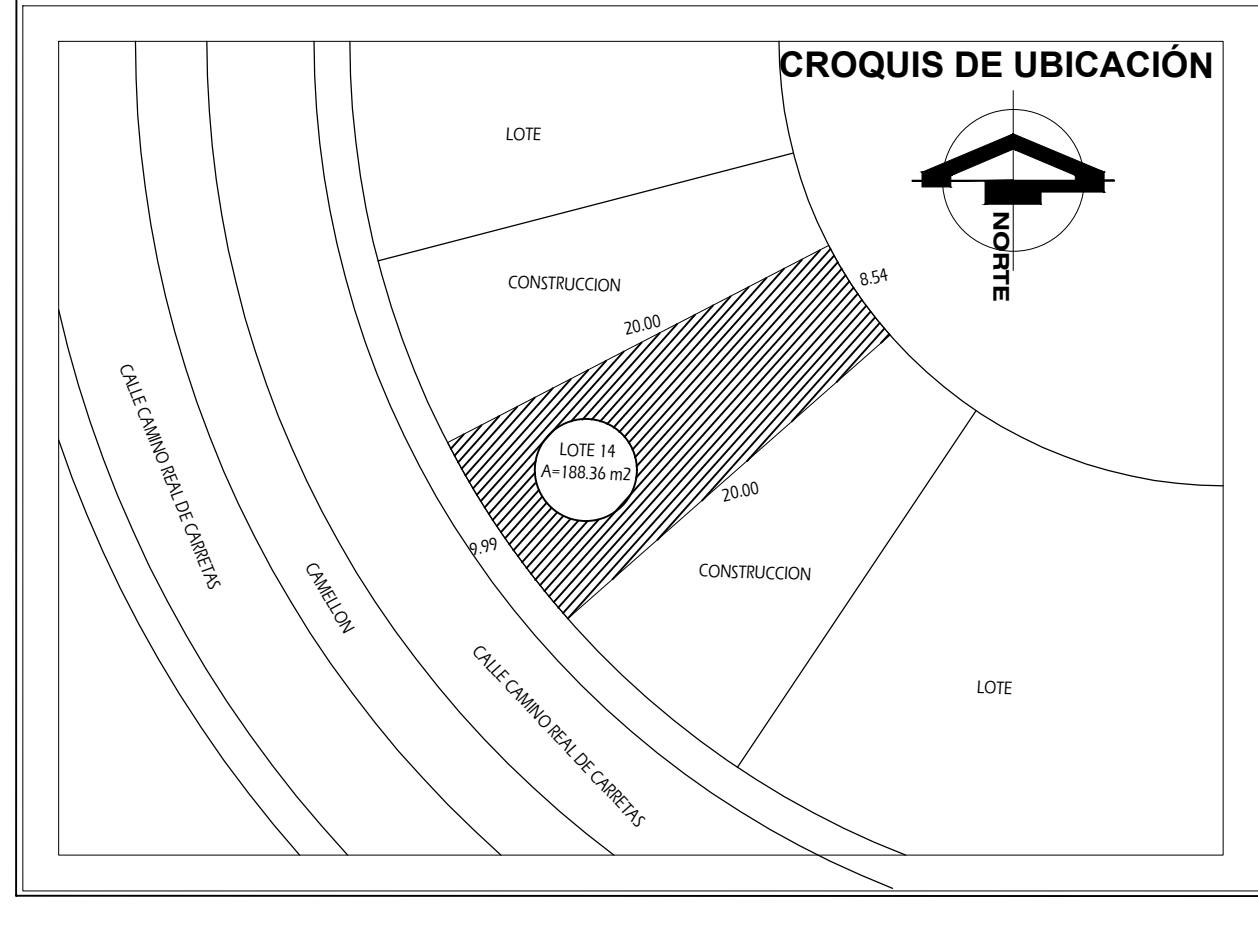 CROQUIS DE UBICACIÓN
NORTE
LOTE
CONSTRUCCION
8.54
20.00
LOTE 14
A=188.36 m2
20.00
9.99
CONSTRUCCION
LOTE
CALLE CAMINO REAL DE CARRETAS
CAMELLON
CALLE CAMINO REAL DE CARRETAS